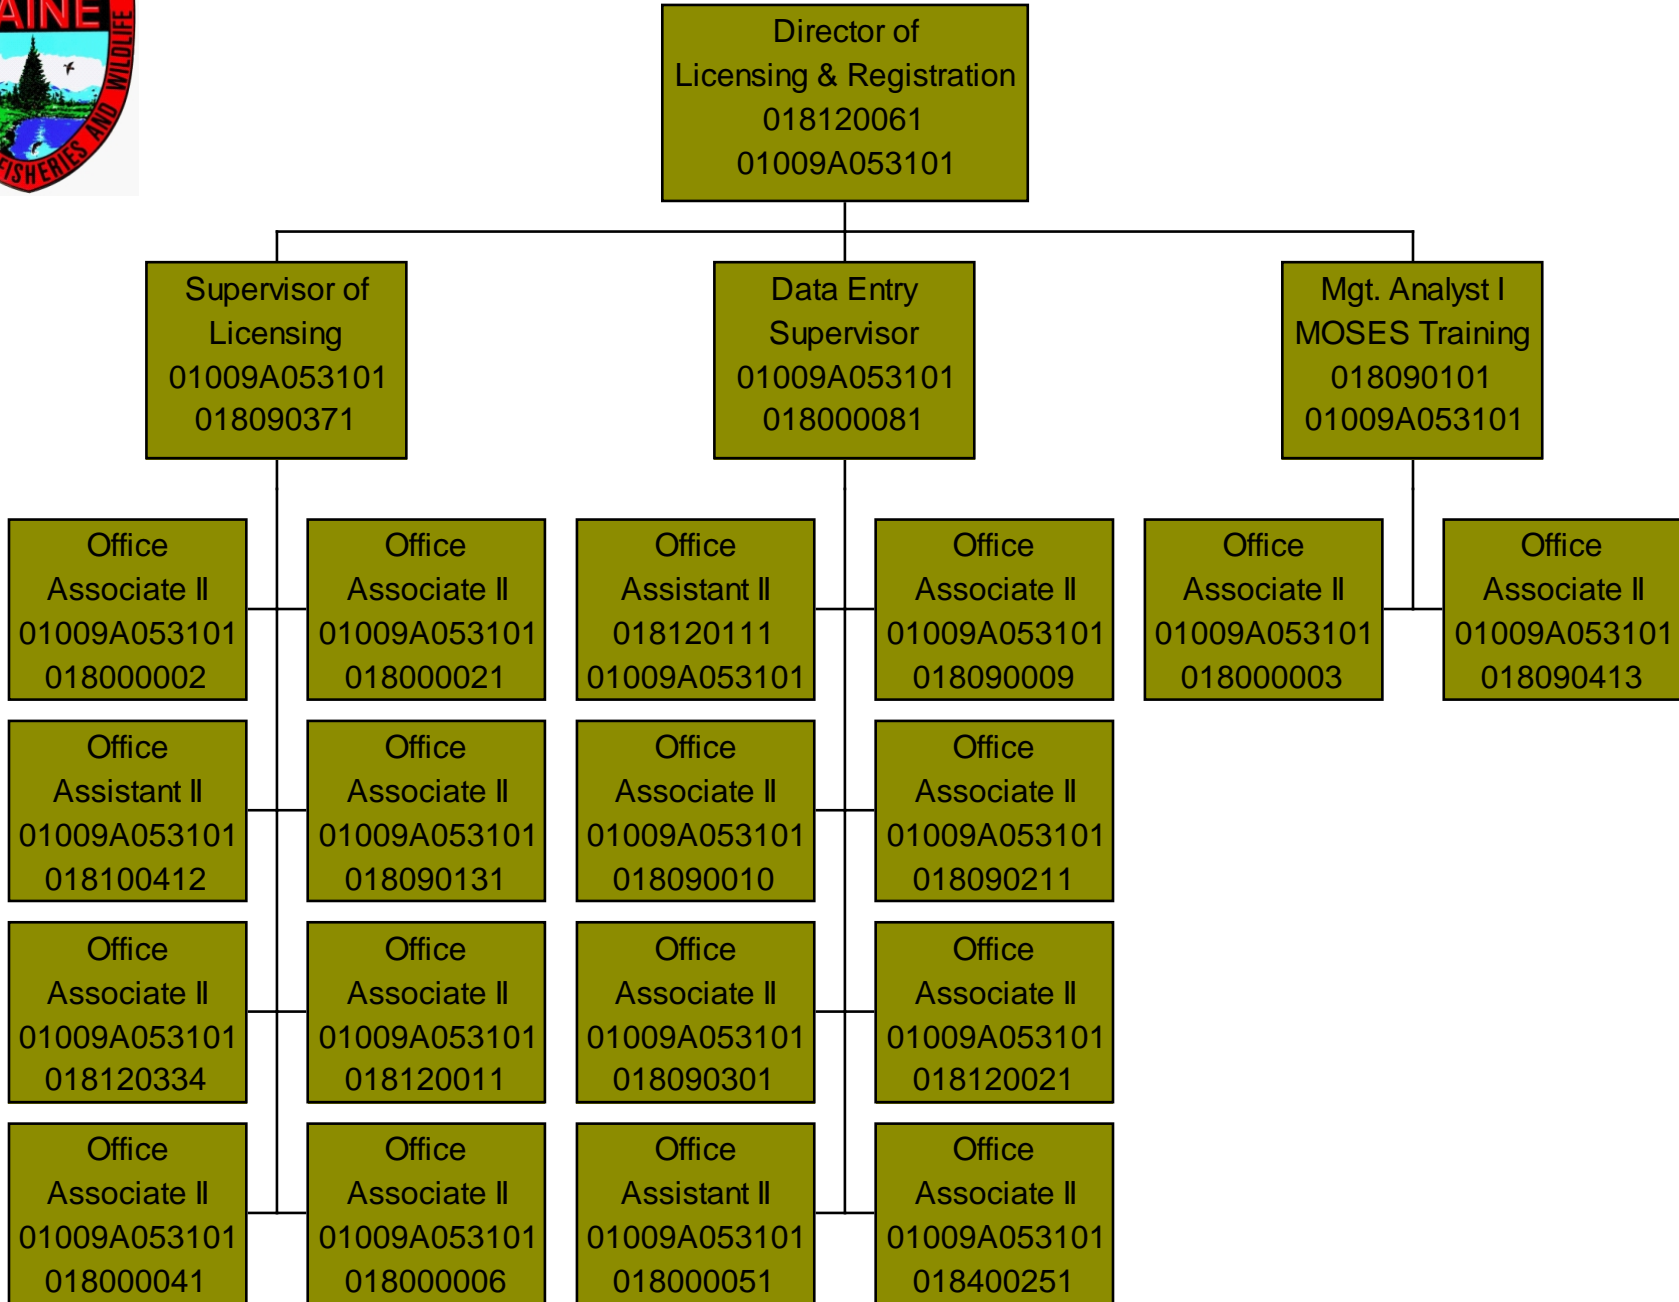 AINE
FISHERIES AND WILDLIFE
Director of
Licensing & Registration
018120061
01009A053101
Supervisor of
Licensing
01009A053101
018090371
Data Entry
Supervisor
01009A053101
018000081
Mgt. Analyst I
MOSES Training
018090101
01009A053101
Office
Associate II
01009A053101
018000002
Office
Associate II
01009A053101
018000021
Office
Assistant II
018120111
01009A053101
Office
Associate II
01009A053101
018090009
Office
Associate II
01009A053101
018000003
Office
Associate II
01009A053101
018090413
Office
Assistant II
01009A053101
018100412
Office
Associate II
01009A053101
018090131
Office
Associate II
01009A053101
018090010
Office
Associate II
01009A053101
018090211
Office
Associate II
01009A053101
018120334
Office
Associate II
01009A053101
018120011
Office
Associate II
01009A053101
018090301
Office
Associate II
01009A053101
018120021
Office
Associate II
01009A053101
018000041
Office
Associate II
01009A053101
018000006
Office
Assistant II
01009A053101
018000051
Office
Associate II
01009A053101
018400251